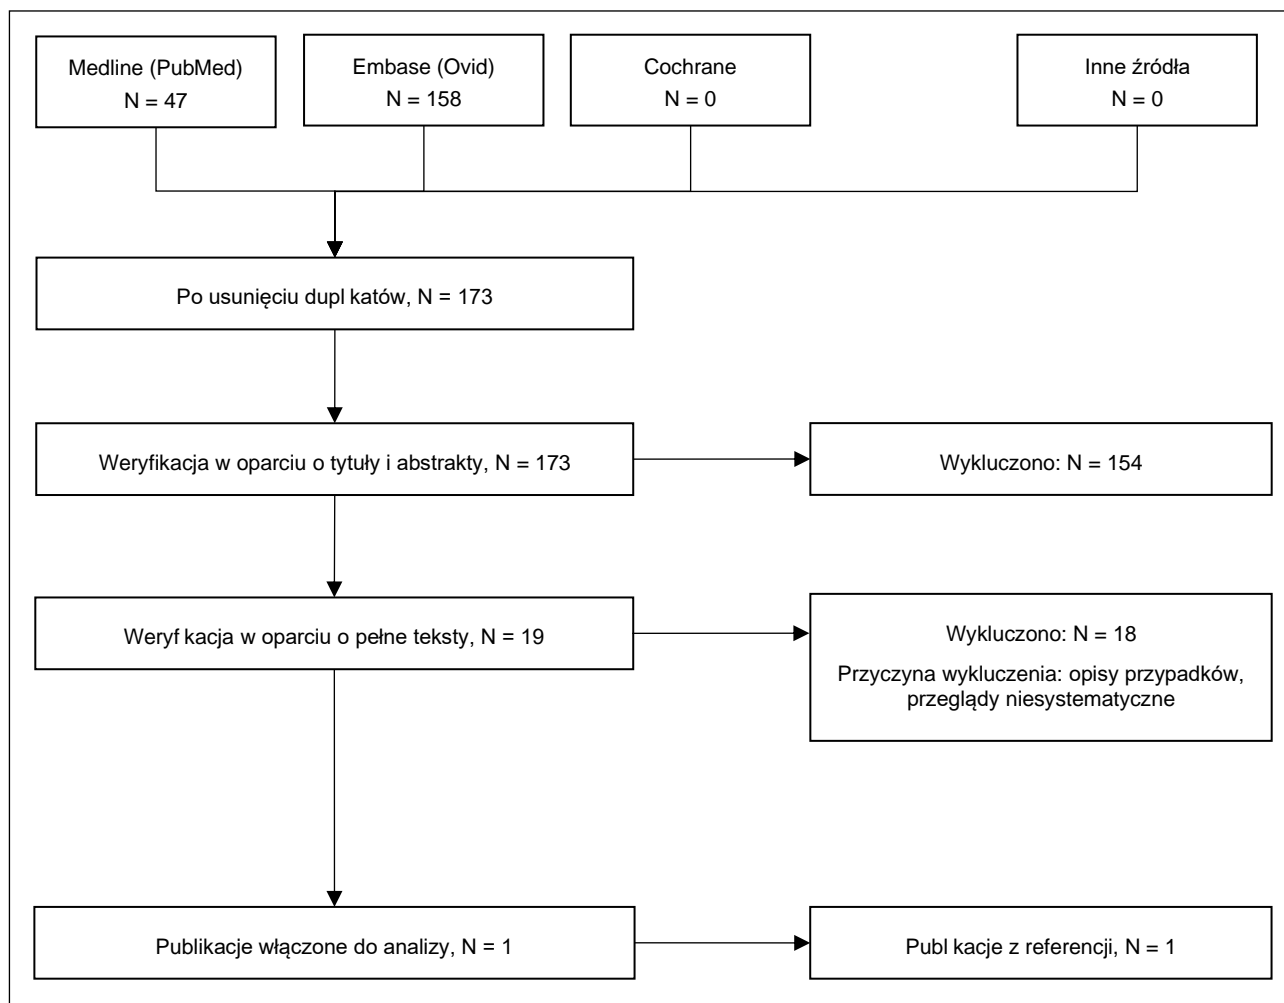 Medline (PubMed)
N = 47
Embase (Ovid)
N = 158
Cochrane
N = 0
Inne źródła
N = 0
Po usunięciu dupl katów, N = 173
Weryfikacja w oparciu o tytuły i abstrakty, N = 173
Wykluczono: N = 154
Weryf kacja w oparciu o pełne teksty, N = 19
Wykluczono: N = 18
Przyczyna wykluczenia: opisy przypadków,
przeglądy niesystematyczne
Publikacje włączone do analizy, N = 1
Publ kacje z referencji, N = 1